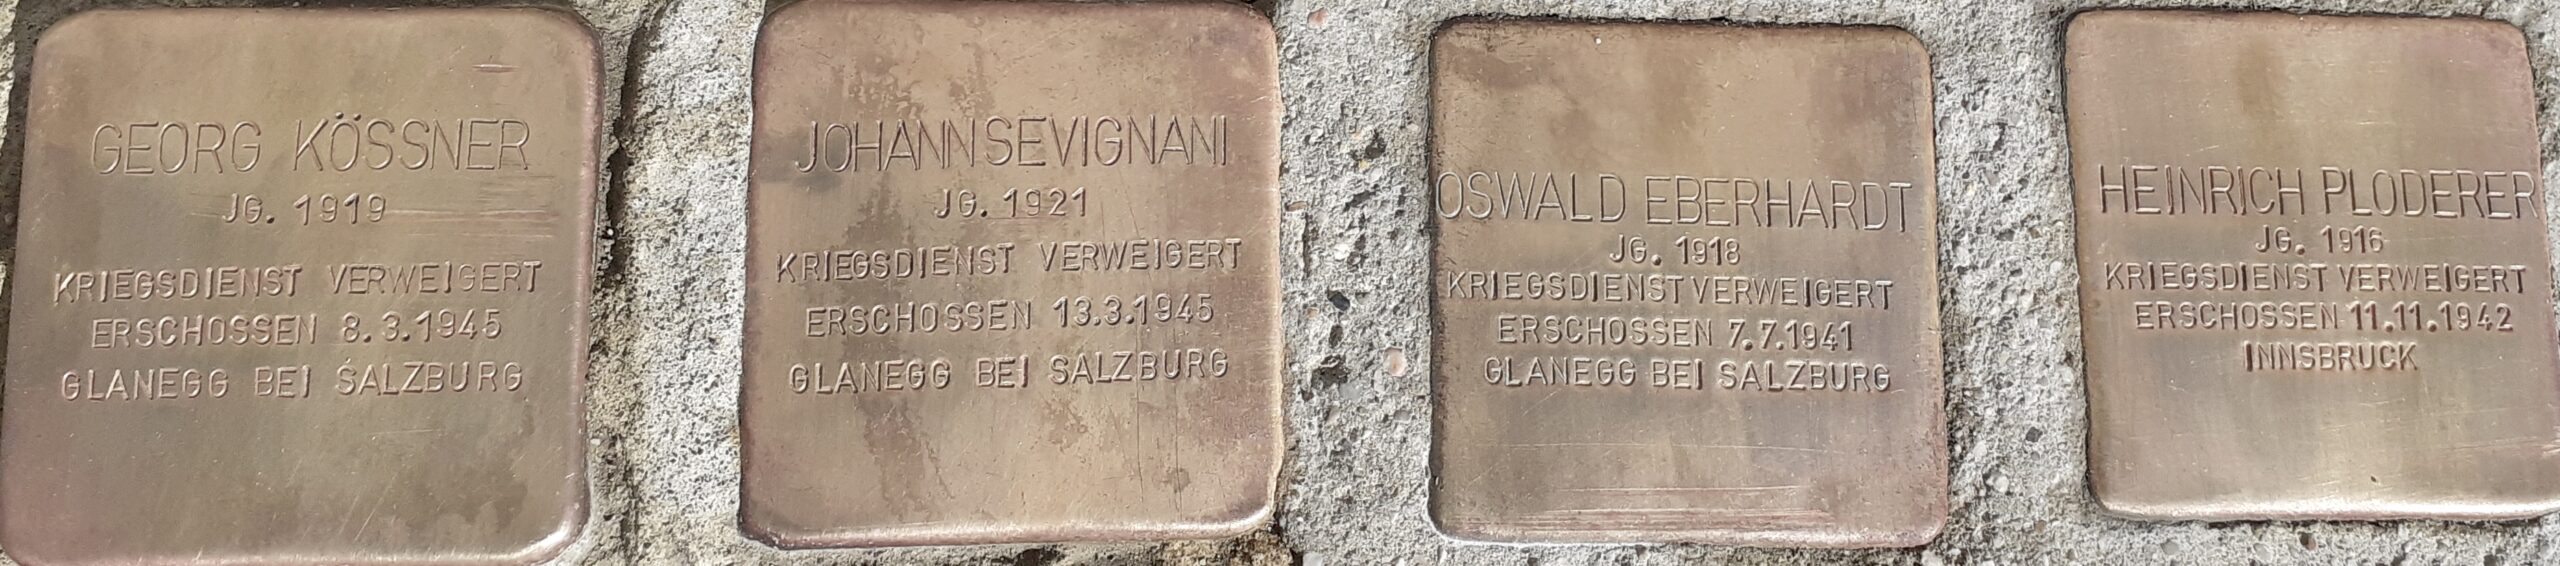 GEORG KÖSSNER
JG. 1919
KRIEGSDIENST VERWEIGERT
ERSCHOSSEN 8.3.1945
GLANEGG BEI SALZBURG
JOHANN SEVIGNANI
JG. 1921
KRIEGSDIENST VERWEIGERT
ERSCHOSSEN 13.3.1945
GLANEGG BEI SALZBURG
OSWALD EBERHARDT
JG. 1918
KRIEGSDIENST VERWEIGERT
ERSCHOSSEN 7.7.1941
GLANEGG BEI SALZBURG
HEINRICH PLODERER
JG. 1916
KRIEGSDIENST VERWEIGERT
ERSCHOSSEN 11.11.1942
INNSBRUCK